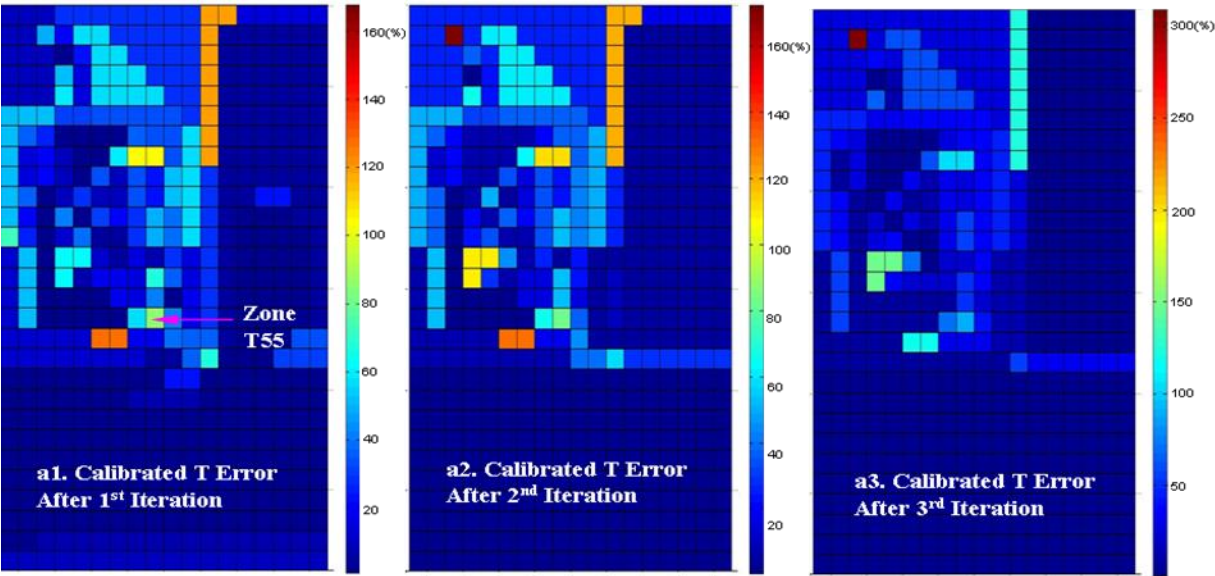 160(%)
140
120
100
80
60
40
20
Zone
T55
a1. Calibrated T Error
After 1st Iteration
160(%)
140
120
100
80
60
40
20
a2. Calibrated T Error
After 2nd Iteration
300(%)
250
200
150
100
50
a3. Calibrated T Error
After 3rd Iteration